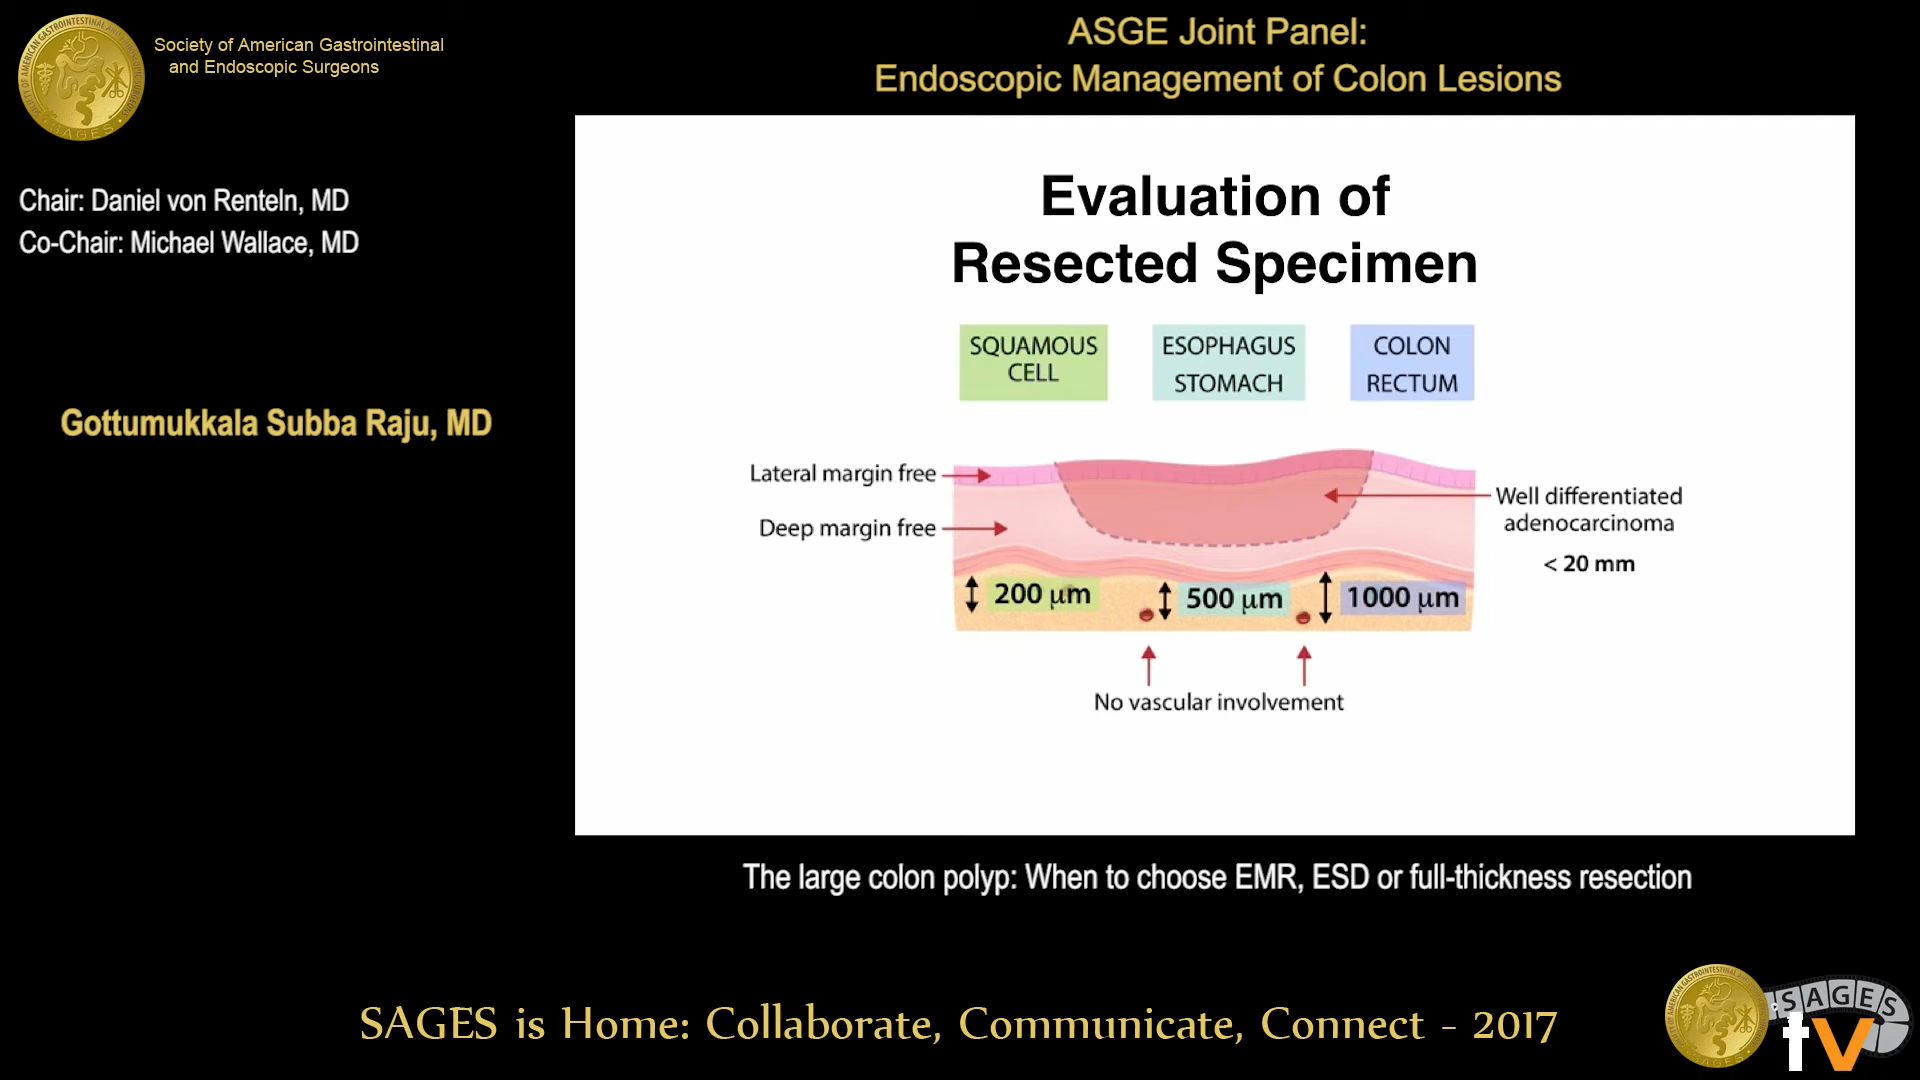 Society of American Gastrointestinal
and Endoscopic Surgeons
ASGE Joint Panel:
Endoscopic Management of Colon Lesions
Chair: Daniel von Renteln, MD
Co-Chair: Michael Wallace, MD
Gottumukkala Subba Raju, MD
Evaluation of
Resected Specimen
SQUAMOUS
CELL
ESOPHAGUS
STOMACH
COLON
RECTUM
Lateral margin free
Deep margin free
Well differentiated
adenocarcinoma
< 20 mm
200 µm
500 µm
1000 µm
No vascular involvement
The large colon polyp: When to choose EMR, ESD or full-thickness resection
SAGES is Home: Collaborate, Communicate, Connect - 2017
SAGES
tv